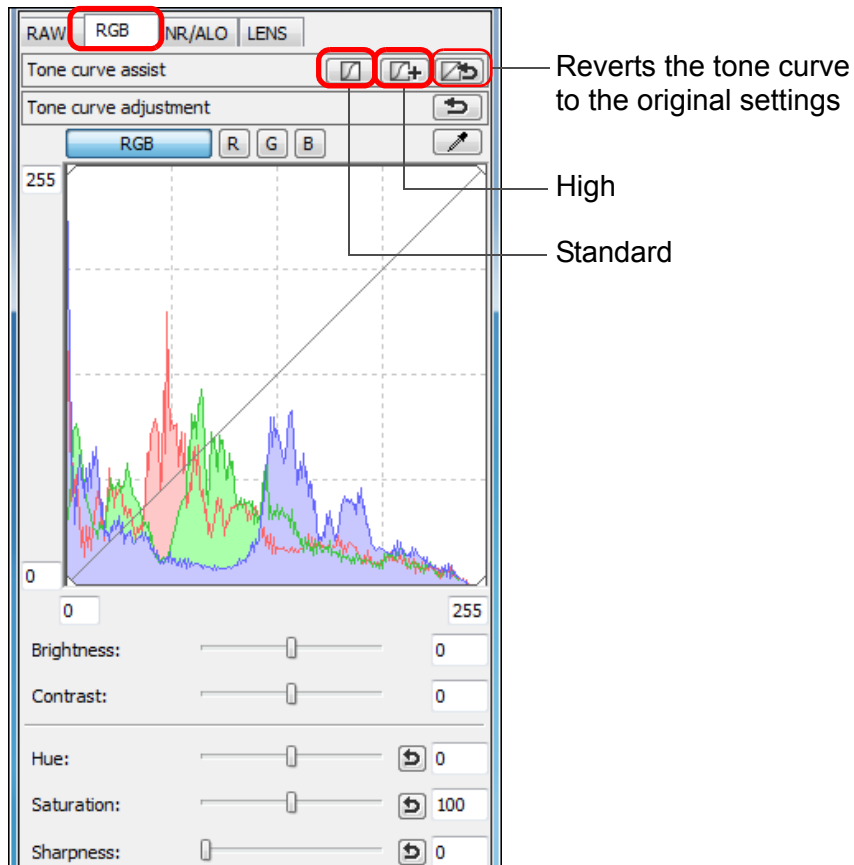 RAW RGB NR/ALO LENS
Tone curve assist
Reverts the tone curve
to the original settings
Tone curve adjustment
RGB R G B
High
Standard
255
0
0 255
Brightness: 0
Contrast: 0
Hue: 0
Saturation: 100
Sharpness: 0